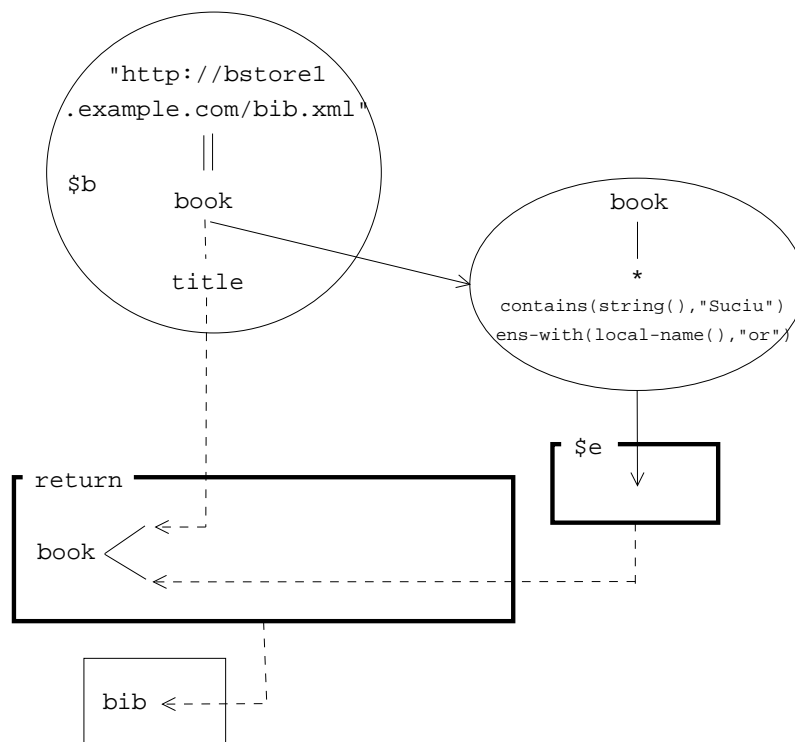 "http://bstore1
.example.com/bib.xml"
$b
book
title
book
*
contains(string(),"Suciu")
ens-with(local-name(),"or")
$e
return
book
bib